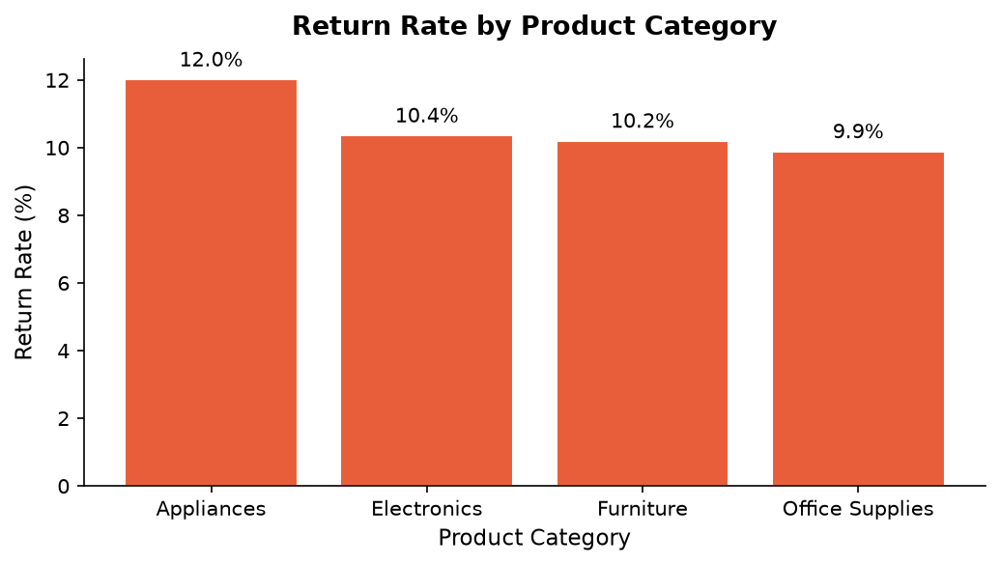 Return Rate by Product Category
12.0%
10.4%
10.2%
9.9%
Return Rate (%)
12
10
8
6
4
2
0
Appliances
Electronics
Furniture
Office Supplies
Product Category